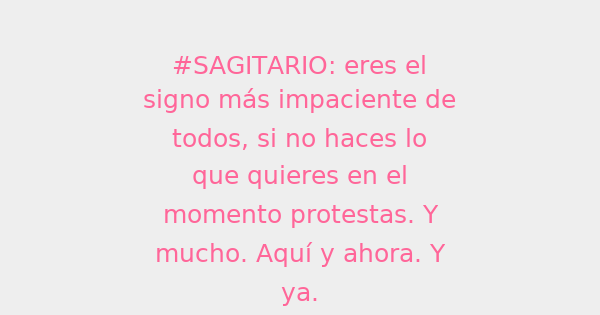 #SAGITARIO: eres el
signo más impaciente de
todos, si no haces lo
que quieres en el
momento protestas. Y
mucho. Aquí y ahora. Y
ya.